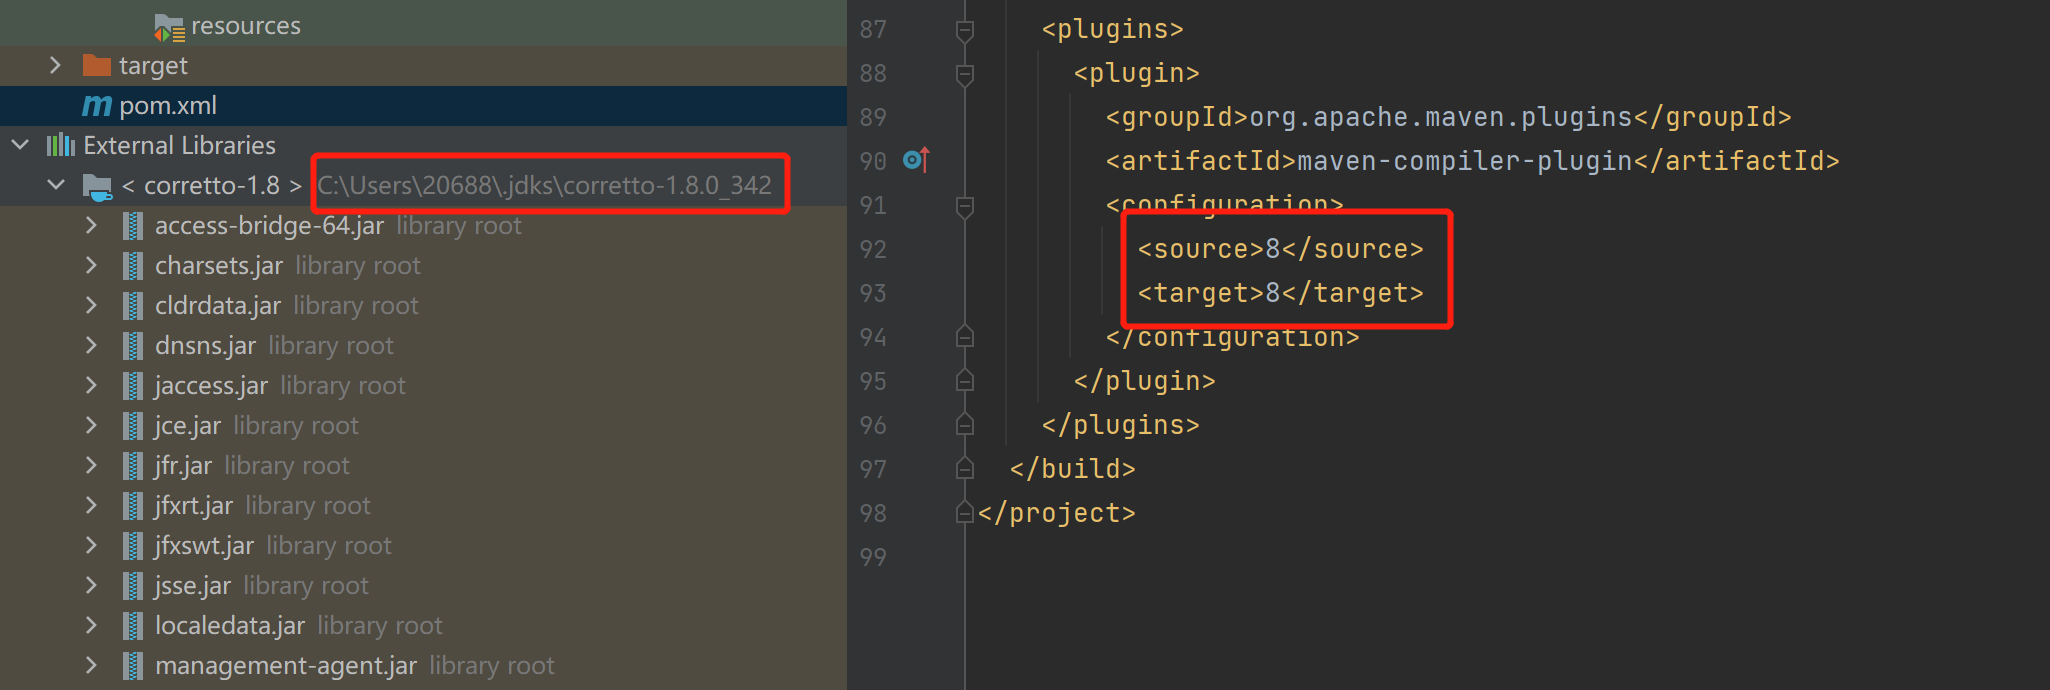 resources
target
pom.xml
External Libraries
< corretto-1.8 > C:\Users\20688\.jdks\corretto-1.8.0_342
access-bridge-64.jar library root
charsets.jar library root
cldrdata.jar library root
dnsns.jar library root
jaccess.jar library root
jce.jar library root
jfr.jar library root
jfxrt.jar library root
jfxswt.jar library root
jsse.jar library root
localedata.jar library root
management-agent.jar library root
87 <plugins>
88 <plugin>
89 <groupId>org.apache.maven.plugins</groupId>
90 <artifactId>maven-compiler-plugin</artifactId>
91 <configuration>
92 <source>8</source>
93 <target>8</target>
94 </configuration>
95 </plugin>
96 </plugins>
97 </build>
98 </project>
99